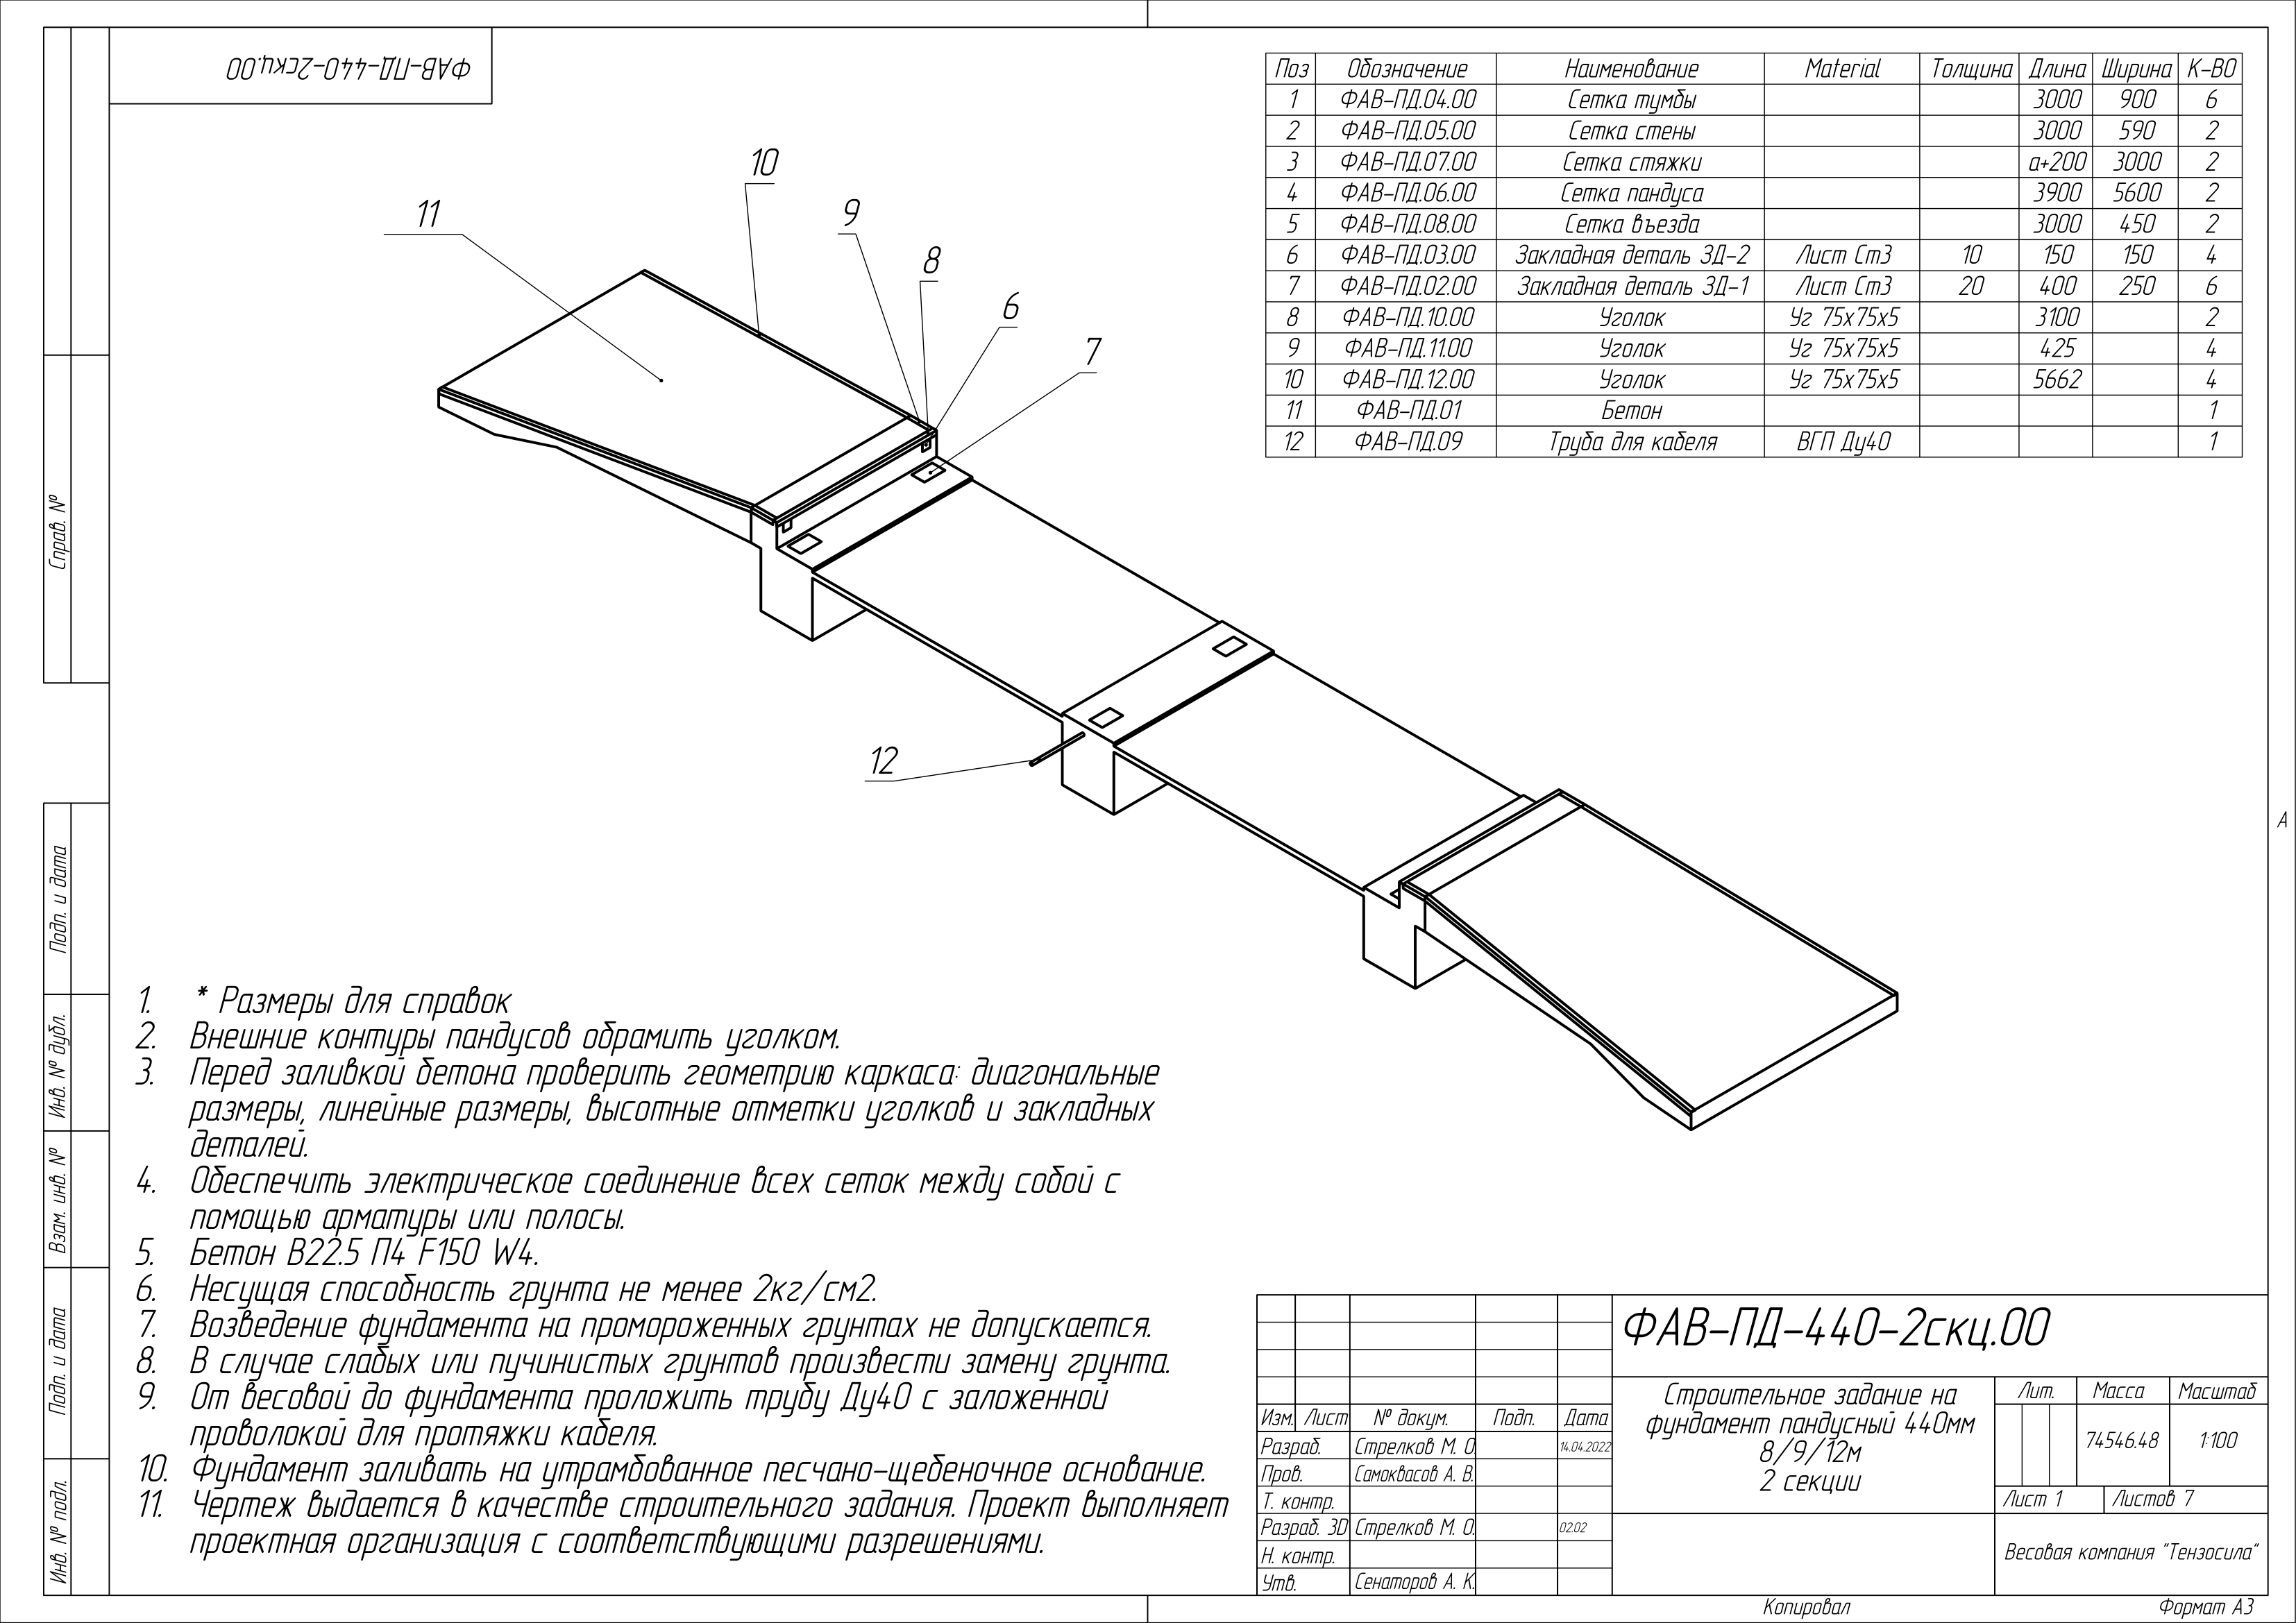 ФАВ-ПД-440-2скц.00
Поз Обозначение Наименование Material Толщина Длина Ширина К-ВО
1 ФАВ-ПД.04.00 Сетка тумбы 3000 900 6
2 ФАВ-ПД.05.00 Сетка стены 3000 590 2
3 ФАВ-ПД.07.00 Сетка стяжки а+200 3000 2
4 ФАВ-ПД.06.00 Сетка пандуса 3900 5600 2
5 ФАВ-ПД.08.00 Сетка въезда 3000 450 2
6 ФАВ-ПД.03.00 Закладная деталь ЗД-2 Лист Ст3 10 150 150 4
7 ФАВ-ПД.02.00 Закладная деталь ЗД-1 Лист Ст3 20 400 250 6
8 ФАВ-ПД.10.00 Уголок Уг 75х75х5 3100 2
9 ФАВ-ПД.11.00 Уголок Уг 75х75х5 425 4
10 ФАВ-ПД.12.00 Уголок Уг 75х75х5 5662 4
11 ФАВ-ПД.01 Бетон 1
12 ФАВ-ПД.09 Труба для кабеля ВГП Ду40 1
10
11
9
8
6
7
12
А
Справ. №
Подп. и дата
Инв. № дубл.
Взам. инв. №
Подп. и дата
Инв. № подл.
1. * Размеры для справок
2. Внешние контуры пандусов обрамить уголком.
3. Перед заливкой бетона проверить геометрию каркаса: диагональные
размеры, линейные размеры, высотные отметки уголков и закладных
деталей.
4. Обеспечить электрическое соединение всех сеток между собой с
помощью арматуры или полосы.
5. Бетон В22.5 П4 F150 W4.
6. Несущая способность грунта не менее 2кг/см2.
7. Возведение фундамента на промороженных грунтах не допускается.
8. В случае слабых или пучинистых грунтов произвести замену грунта.
9. От весовой до фундамента проложить трубу Ду40 с заложенной
проволокой для протяжки кабеля.
10. Фундамент заливать на утрамбованное песчано-щебеночное основание.
11. Чертеж выдается в качестве строительного задания. Проект выполняет
проектная организация с соответствующими разрешениями.
ФАВ-ПД-440-2скц.00
Строительное задание на
фундамент пандусный 440мм
8/9/12м
2 секции
Лит. Масса Масштаб
74546.48 1:100
Лист 1 Листов 7
Весовая компания "Тензосила"
Изм. Лист № докум. Подп. Дата
Разраб. Стрелков М. О. 14.04.2022
Пров. Самоквасов А. В.
Т. контр.
Разраб. 3D Стрелков М. О. 02.02
Н. контр.
Утв. Сенаторов А. К.
Копировал Формат А3